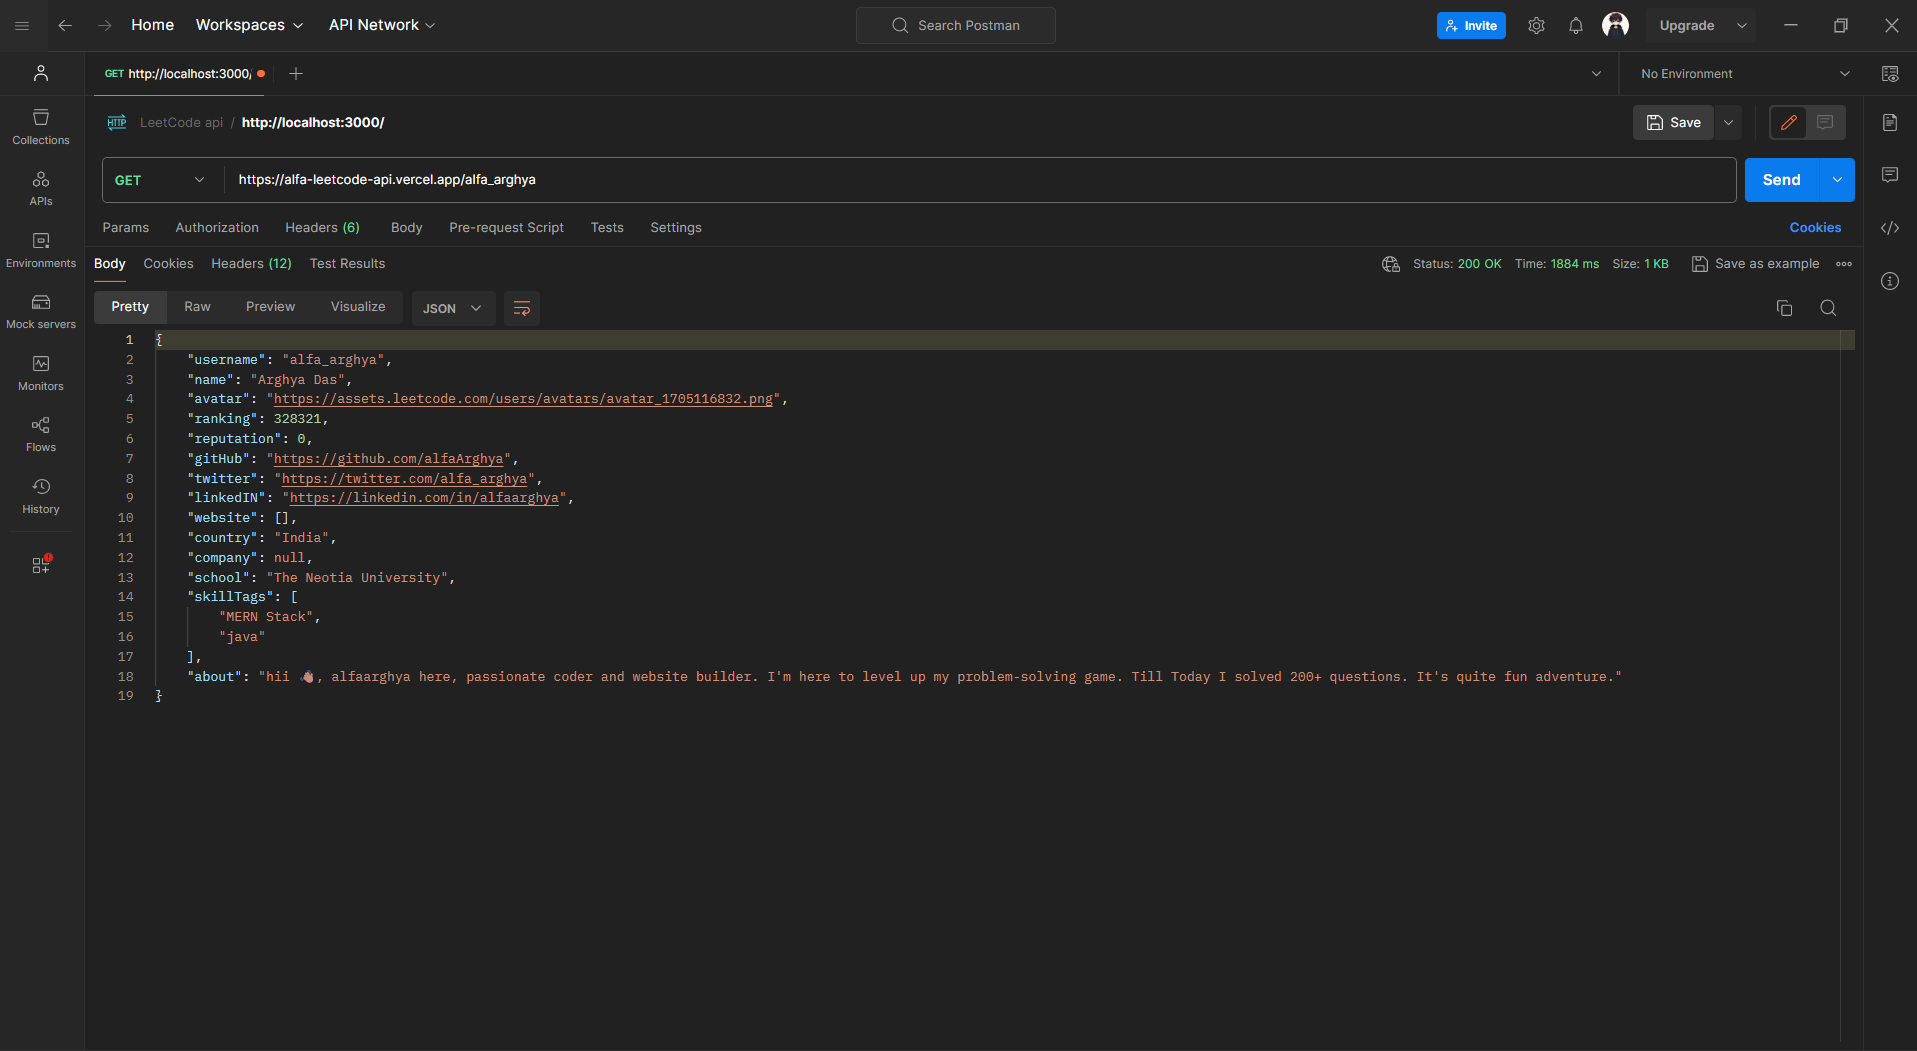 Home Workspaces API Network Search Postman Invite Upgrade
GET http://localhost:3000/ No Environment
HTTP LeetCode api / http://localhost:3000/ Save
GET https://alfa-leetcode-api.vercel.app/alfa_arghya Send
Params Authorization Headers (6) Body Pre-request Script Tests Settings Cookies
Body Cookies Headers (12) Test Results Status: 200 OK Time: 1884 ms Size: 1 KB Save as example
Pretty Raw Preview Visualize JSON
Collections
APIs
Environments
Mock servers
Monitors
Flows
History
1 {
2 "username": "alfa_arghya",
3 "name": "Arghya Das",
4 "avatar": "https://assets.leetcode.com/users/avatars/avatar_1705116832.png",
5 "ranking": 328321,
6 "reputation": 0,
7 "gitHub": "https://github.com/alfaArghya",
8 "twitter": "https://twitter.com/alfa_arghya",
9 "linkedIN": "https://linkedin.com/in/alfaarghya",
10 "website": [],
11 "country": "India",
12 "company": null,
13 "school": "The Neotia University",
14 "skillTags": [
15 "MERN Stack",
16 "java"
17 ],
18 "about": "hii 👋🏽, alfaarghya here, passionate coder and website builder. I'm here to level up my problem-solving game. Till Today I solved 200+ questions. It's quite fun adventure."
19 }